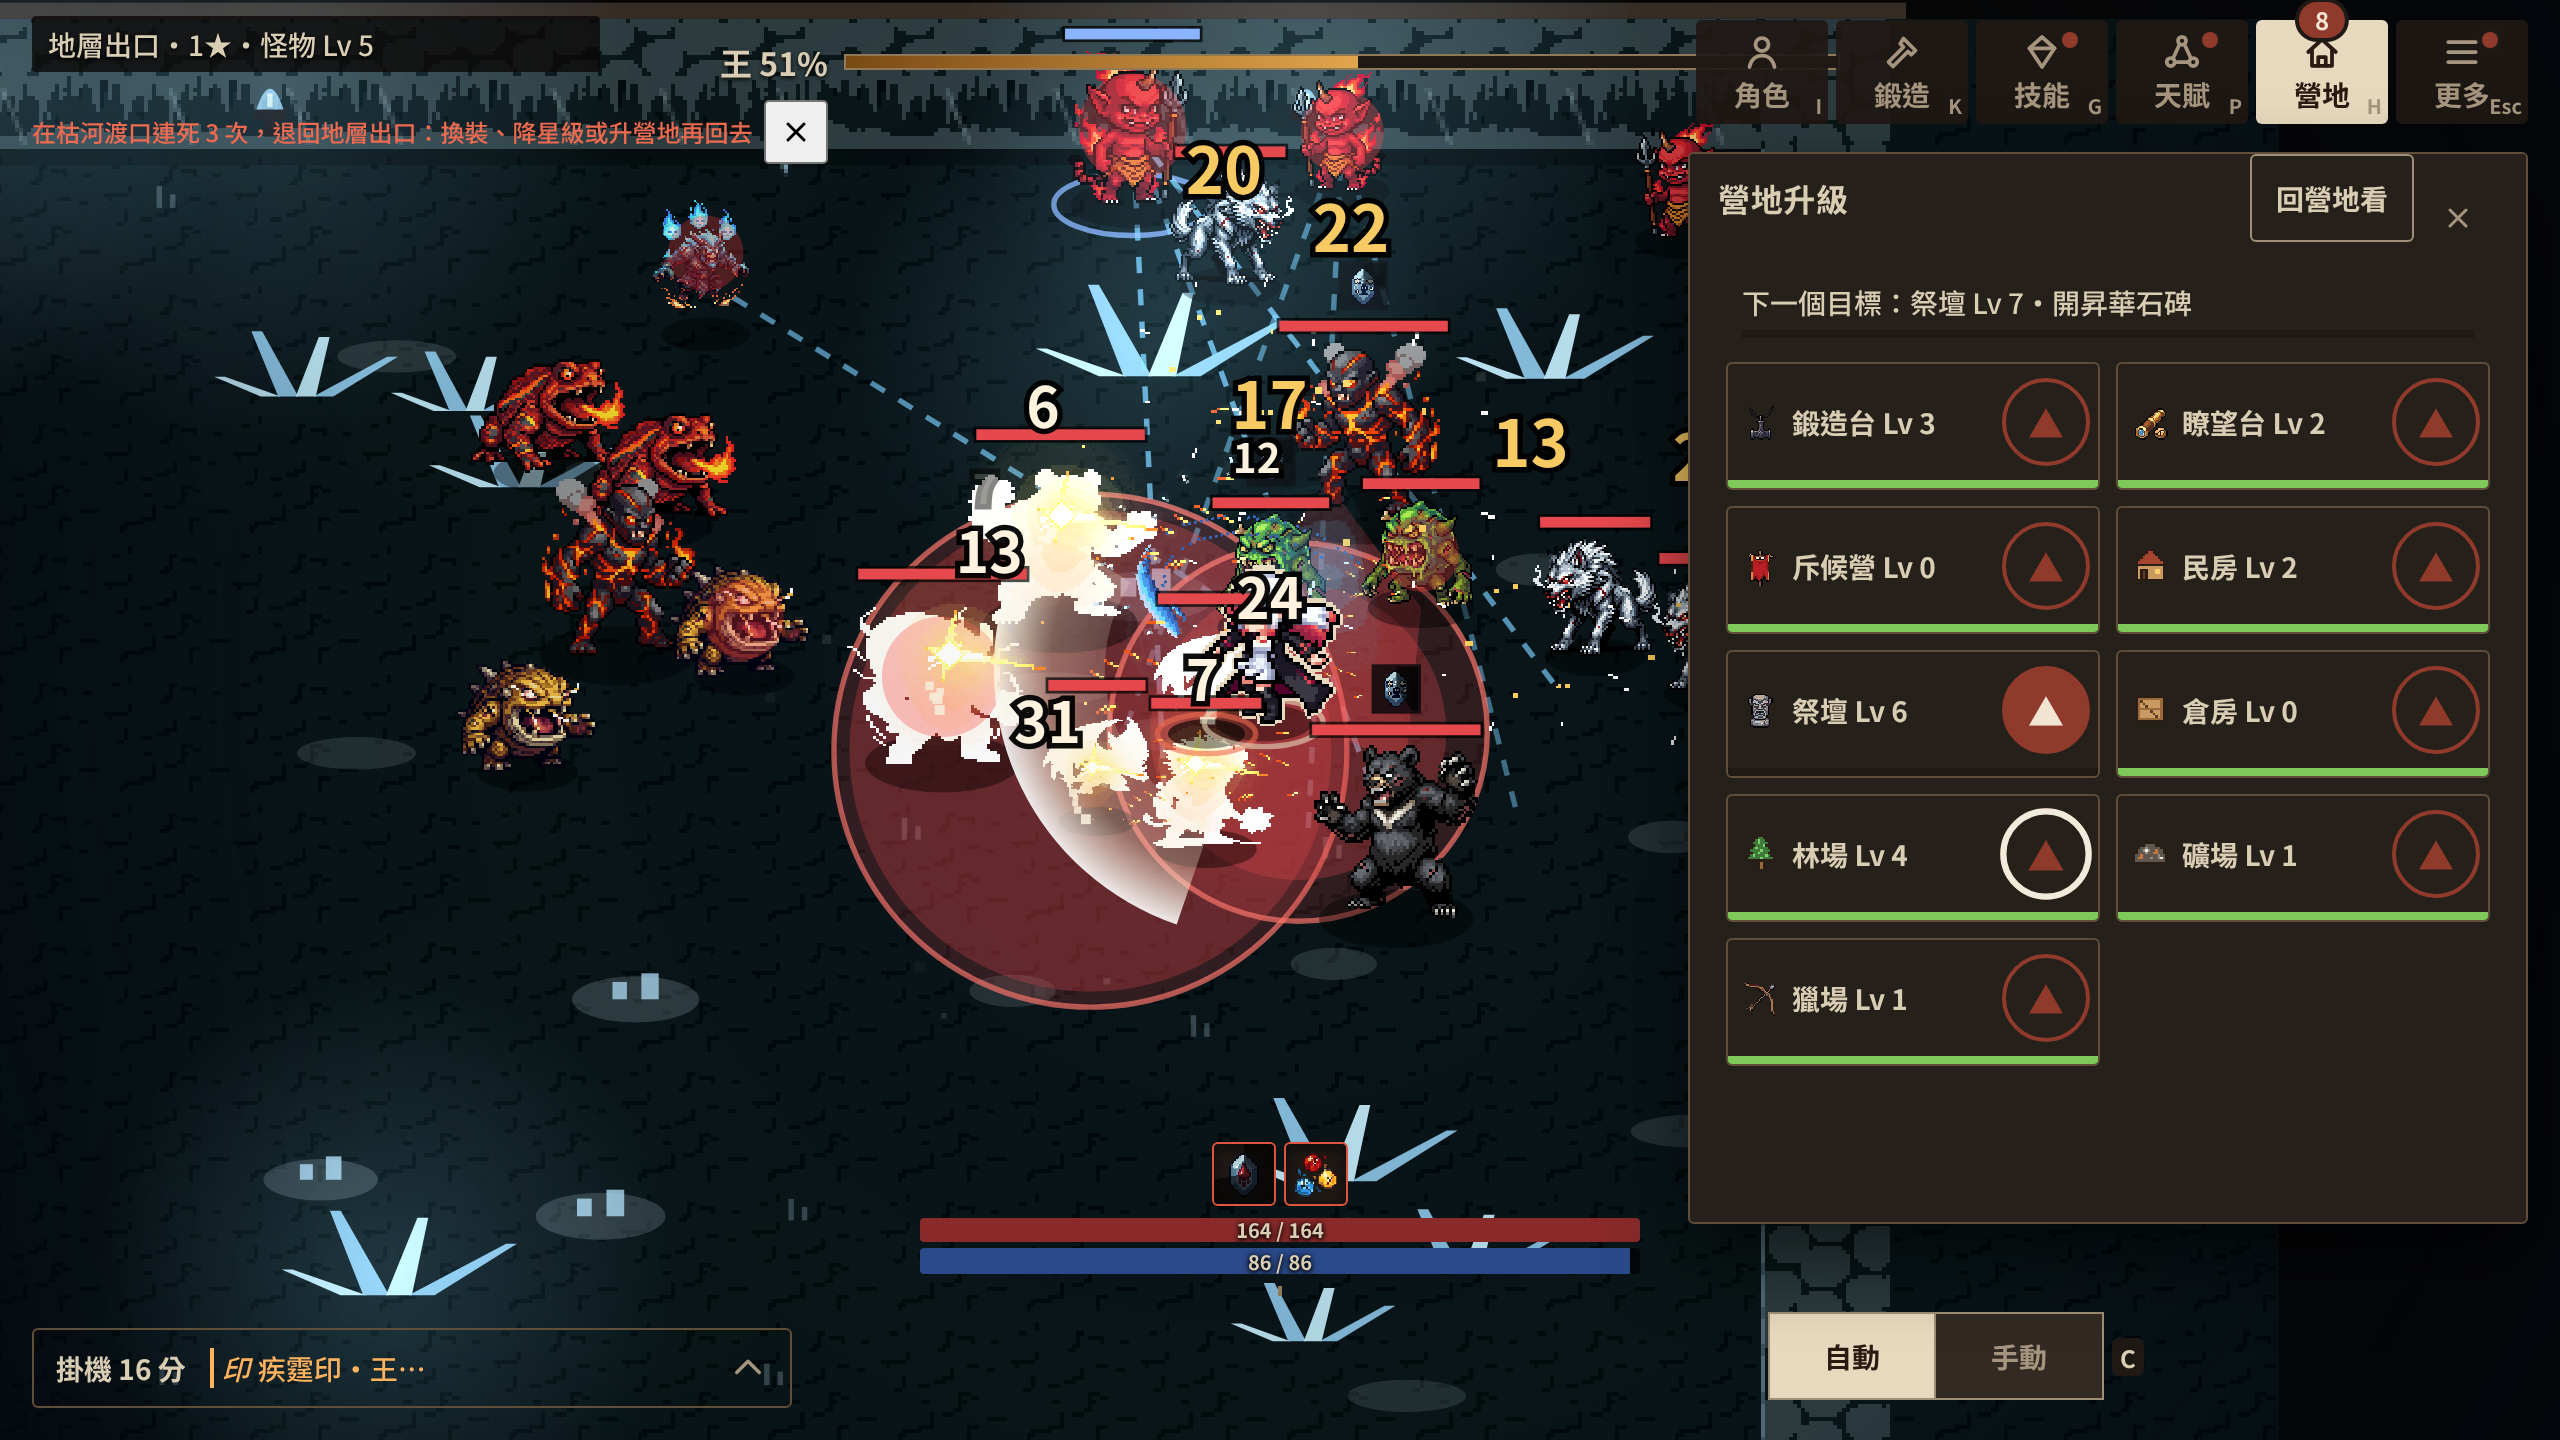 地層出口・1★・怪物 Lv 5
王 51%
在枯河渡口連死 3 次，退回地層出口：換裝、降星級或升營地再回去
角色 I
鍛造 K
技能 G
天賦 P
8
營地 H
更多 Esc
營地升級
回營地看
下一個目標：祭壇 Lv 7・開昇華石碑
鍛造台 Lv 3
瞭望台 Lv 2
斥候營 Lv 0
民房 Lv 2
祭壇 Lv 6
倉房 Lv 0
林場 Lv 4
礦場 Lv 1
獵場 Lv 1
20
22
6
17
12
13
13
24
7
31
164 / 164
86 / 86
掛機 16 分
印 疾霆印・王…
自動
手動
C